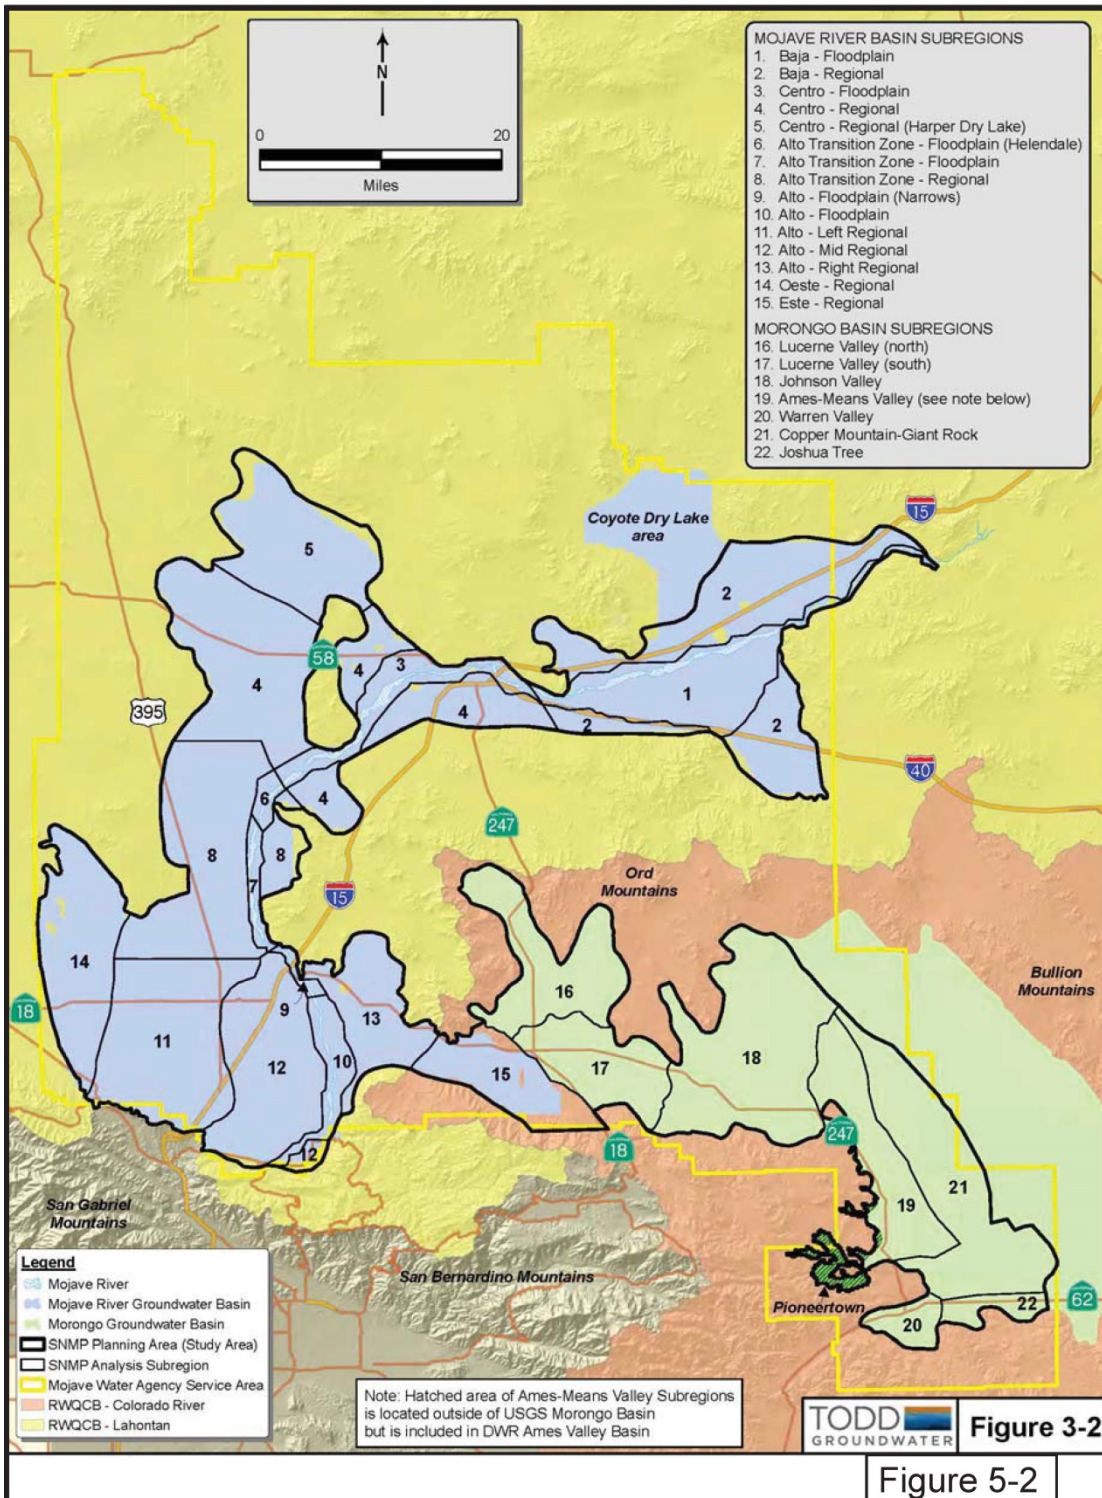 N
0 20
Miles
MOJAVE RIVER BASIN SUBREGIONS
1. Baja - Floodplain
2. Baja - Regional
3. Centro - Floodplain
4. Centro - Regional
5. Centro - Regional (Harper Dry Lake)
6. Alto Transition Zone - Floodplain (Helendale)
7. Alto Transition Zone - Floodplain
8. Alto Transition Zone - Regional
9. Alto - Floodplain (Narrows)
10. Alto - Floodplain
11. Alto - Left Regional
12. Alto - Mid Regional
13. Alto - Right Regional
14. Oeste - Regional
15. Este - Regional
MORONGO BASIN SUBREGIONS
16. Lucerne Valley (north)
17. Lucerne Valley (south)
18. Johnson Valley
19. Ames-Means Valley (see note below)
20. Warren Valley
21. Copper Mountain-Giant Rock
22. Joshua Tree
Coyote Dry Lake
area
15
5
2
58
4
3
4
395
4
1
2
2
40
6
4
247
8
8
7
15
Ord
Mountains
14
18
9
13
16
Bullion
Mountains
11
12
10
15
17
18
247
18
12
19
21
San Gabriel
Mountains
San Bernardino Mountains
Pioneertown
20
22
62
Legend
Mojave River
Mojave River Groundwater Basin
Morongo Groundwater Basin
SNMP Planning Area (Study Area)
SNMP Analysis Subregion
Mojave Water Agency Service Area
RWQCB - Colorado River
RWQCB - Lahontan
Note: Hatched area of Ames-Means Valley Subregions
is located outside of USGS Morongo Basin
but is included in DWR Ames Valley Basin
TODD
GROUNDWATER
Figure 3-2
Figure 5-2